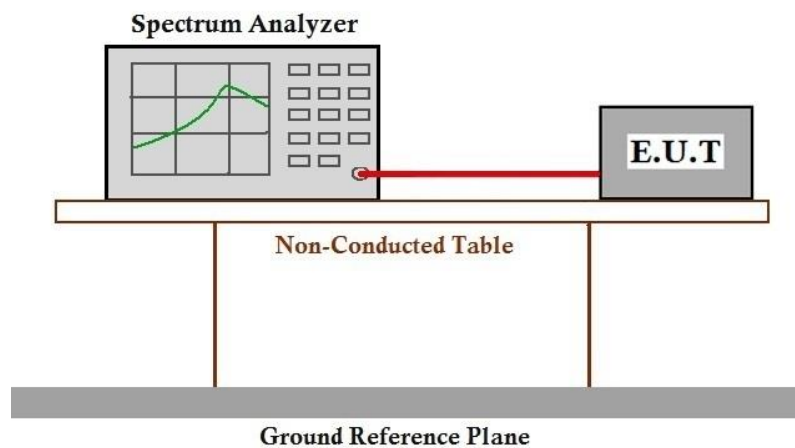 Spectrum Analyzer
E.U.T
Non-Conducted Table
Ground Reference Plane